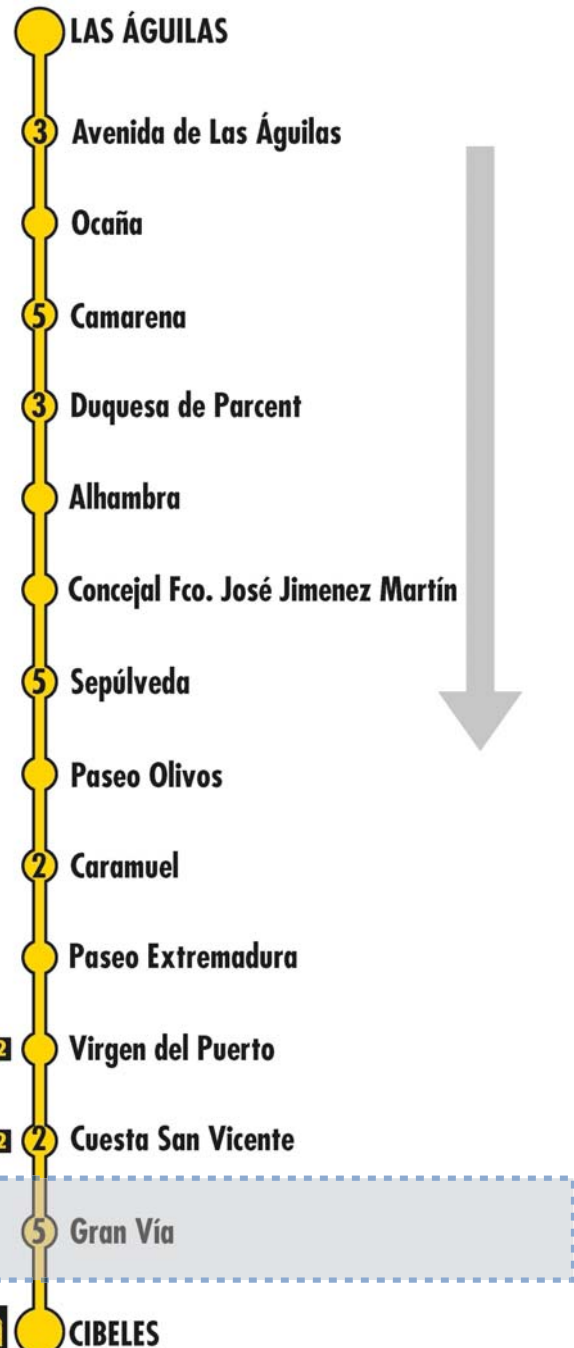 LAS ÁGUILAS
3 Avenida de Las Águilas
Ocaña
5 Camarena
3 Duquesa de Parcent
Alhambra
Concejal Fco. José Jimenez Martín
5 Sepúlveda
Paseo Olivos
2 Caramuel
Paseo Extremadura
2 Virgen del Puerto
2 2 Cuesta San Vicente
5 Gran Vía
CIBELES